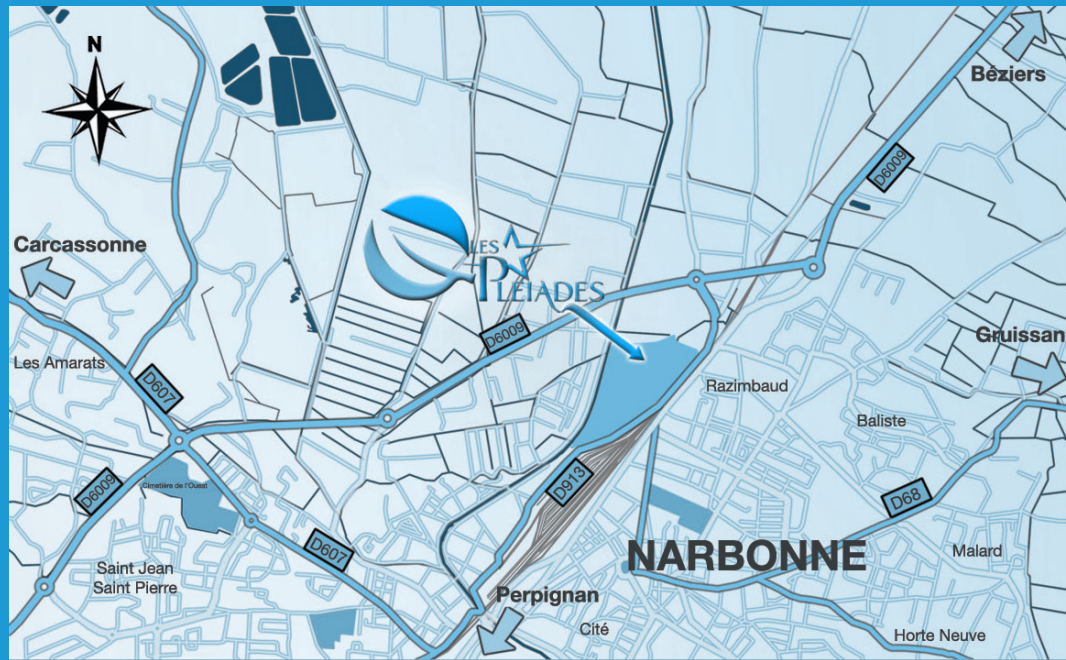 N
Béziers
D6009
Carcassonne
LES
PLEIADES
D6009
Gruissan
Les Amarats
D607
Razimbaud
Baliste
D6009
Cimetière de l'Ouest
D913
D68
D607
NARBONNE
Malard
Saint Jean
Saint Pierre
Perpignan
Cité
Horte Neuve